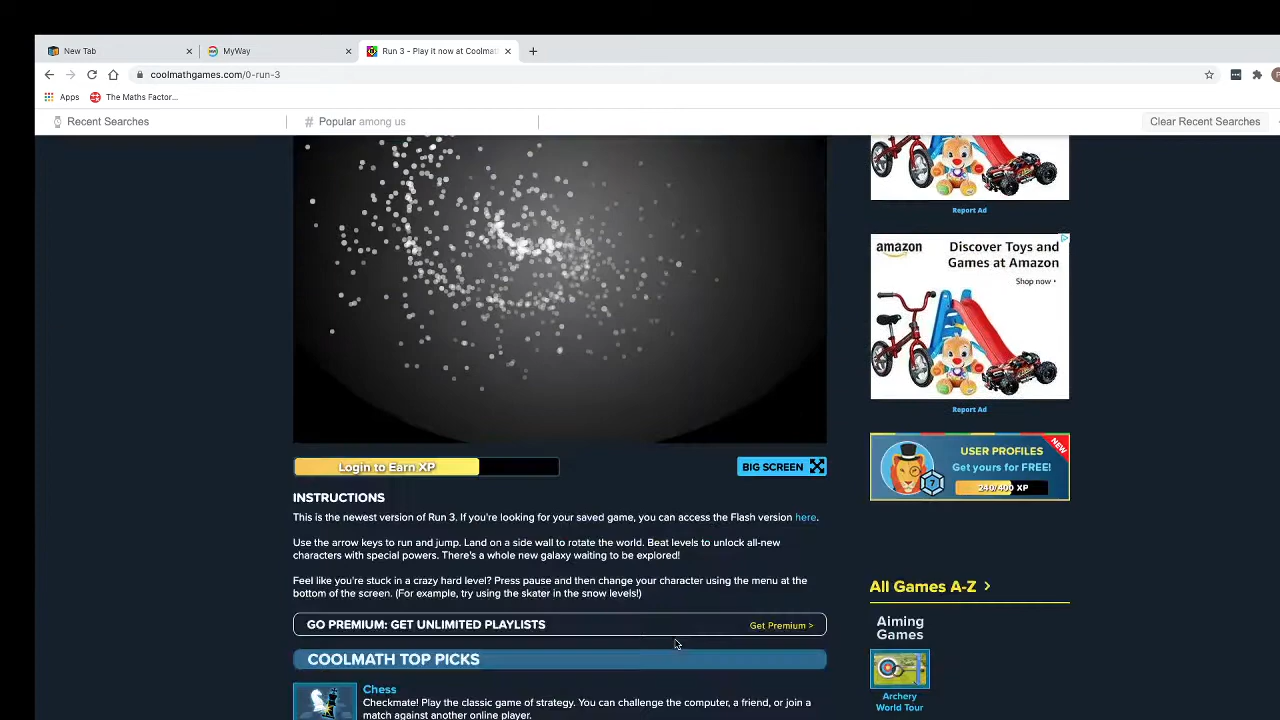 New Tab
MyWay
Run 3 - Play it now at Coolmat
coolmathgames.com/0-run-3
Apps
The Maths Factor...
Recent Searches
# Popular among us
Clear Recent Searches
Report Ad
amazon
Discover Toys and
Games at Amazon
Shop now
Report Ad
Login to Earn XP
BIG SCREEN
USER PROFILES
NEW
Get yours for FREE!
7
240/400 XP
INSTRUCTIONS
This is the newest version of Run 3. If you're looking for your saved game, you can access the Flash version here.
Use the arrow keys to run and jump. Land on a side wall to rotate the world. Beat levels to unlock all-new
characters with special powers. There's a whole new galaxy waiting to be explored!
Feel like you're stuck in a crazy hard level? Press pause and then change your character using the menu at the
bottom of the screen. (For example, try using the skater in the snow levels!)
GO PREMIUM: GET UNLIMITED PLAYLISTS
Get Premium >
All Games A-Z >
Aiming
Games
Archery
World Tour
COOLMATH TOP PICKS
Chess
Checkmate! Play the classic game of strategy. You can challenge the computer, a friend, or join a
match against another online player.